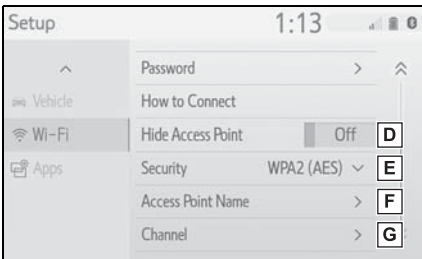 Setup 1:13
Password
Vehicle How to Connect
Wi-Fi Hide Access Point Off D
Apps Security WPA2 (AES) E
Access Point Name F
Channel G